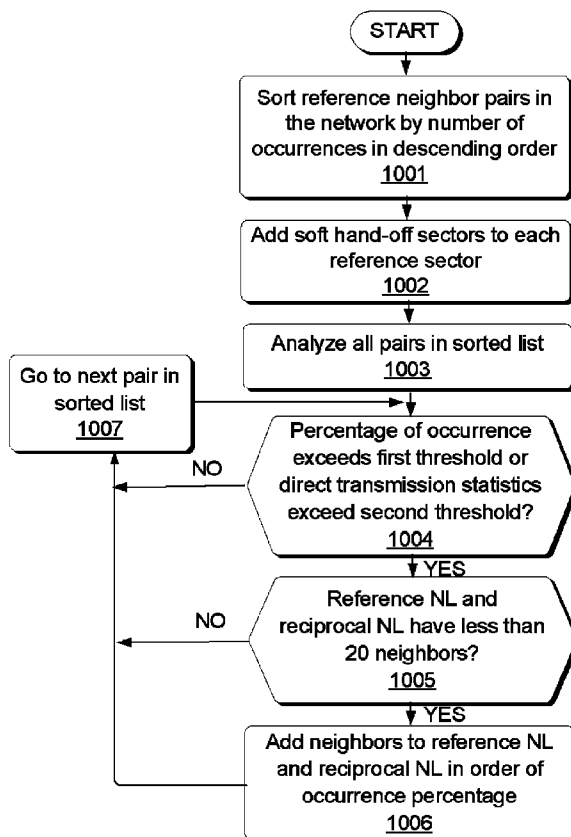 START
Sort reference neighbor pairs in
the network by number of
occurrences in descending order
1001
Add soft hand-off sectors to each
reference sector
1002
Analyze all pairs in sorted list
1003
Go to next pair in
sorted list
1007
Percentage of occurrence
exceeds first threshold or
direct transmission statistics
exceed second threshold?
1004
NO
YES
Reference NL and
reciprocal NL have less than
20 neighbors?
1005
NO
YES
Add neighbors to reference NL
and reciprocal NL in order of
occurrence percentage
1006